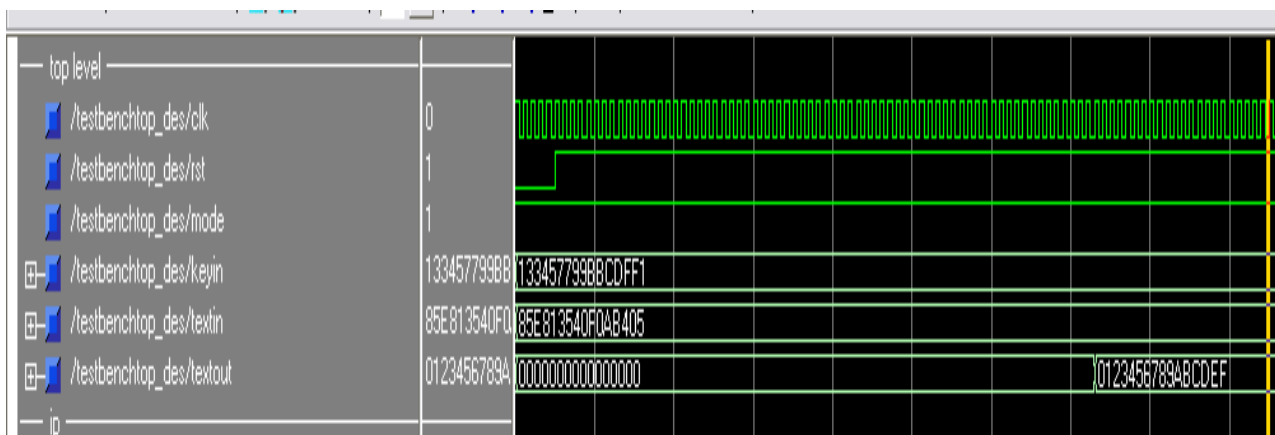 top level
/testbenchtop_des/clk 0
/testbenchtop_des/rst 1
/testbenchtop_des/mode 1
/testbenchtop_des/keyin 133457799BB 133457799BBCDFF1
/testbenchtop_des/textin 85E813540F0 85E813540F0AB405
/testbenchtop_des/textout 0123456789A 0000000000000000 0123456789ABCDEF
ip